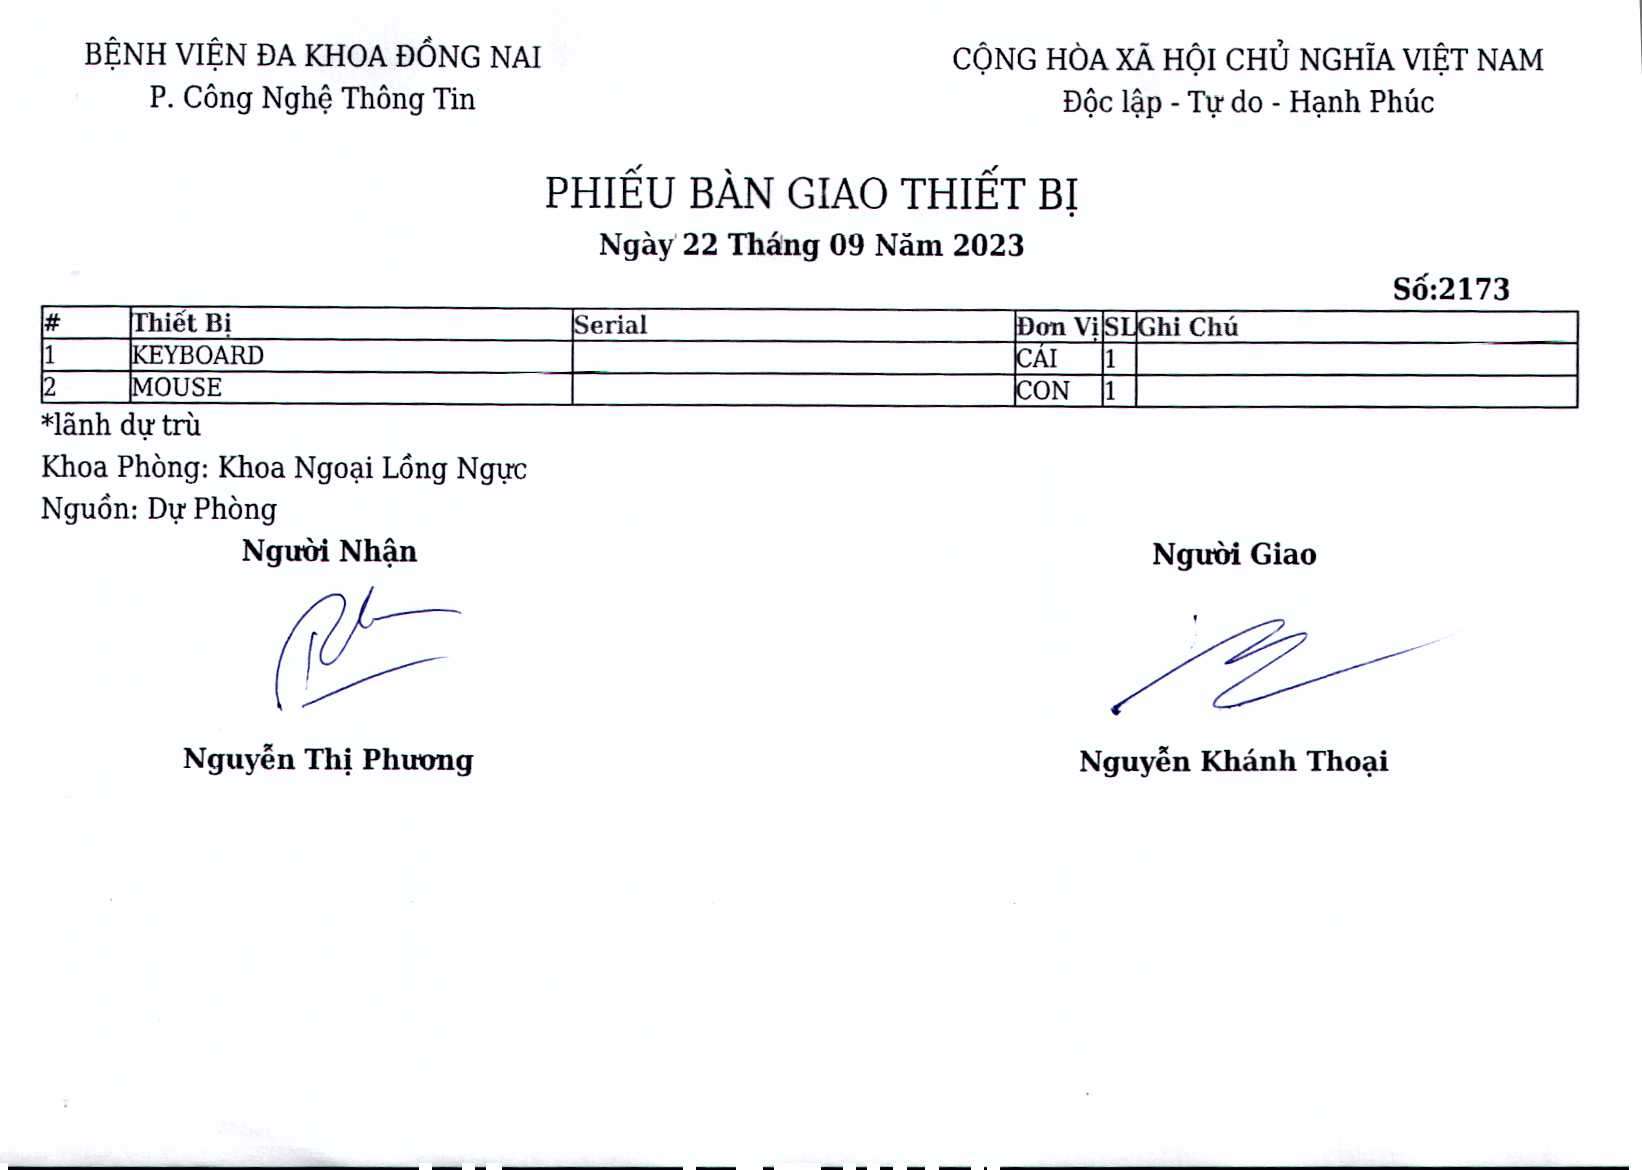 BỆNH VIỆN ĐA KHOA ĐỒNG NAI
P. Công Nghệ Thông Tin
CỘNG HÒA XÃ HỘI CHỦ NGHĨA VIỆT NAM
Độc lập - Tự do - Hạnh Phúc
PHIẾU BÀN GIAO THIẾT BỊ
Ngày 22 Tháng 09 Năm 2023
Số:2173
# Thiết Bị Serial Đơn Vị SL Ghi Chú
1 KEYBOARD CÁI 1
2 MOUSE CON 1
*lãnh dự trù
Khoa Phòng: Khoa Ngoại Lồng Ngực
Nguồn: Dự Phòng
Người Nhận Người Giao
Nguyễn Thị Phương Nguyễn Khánh Thoại